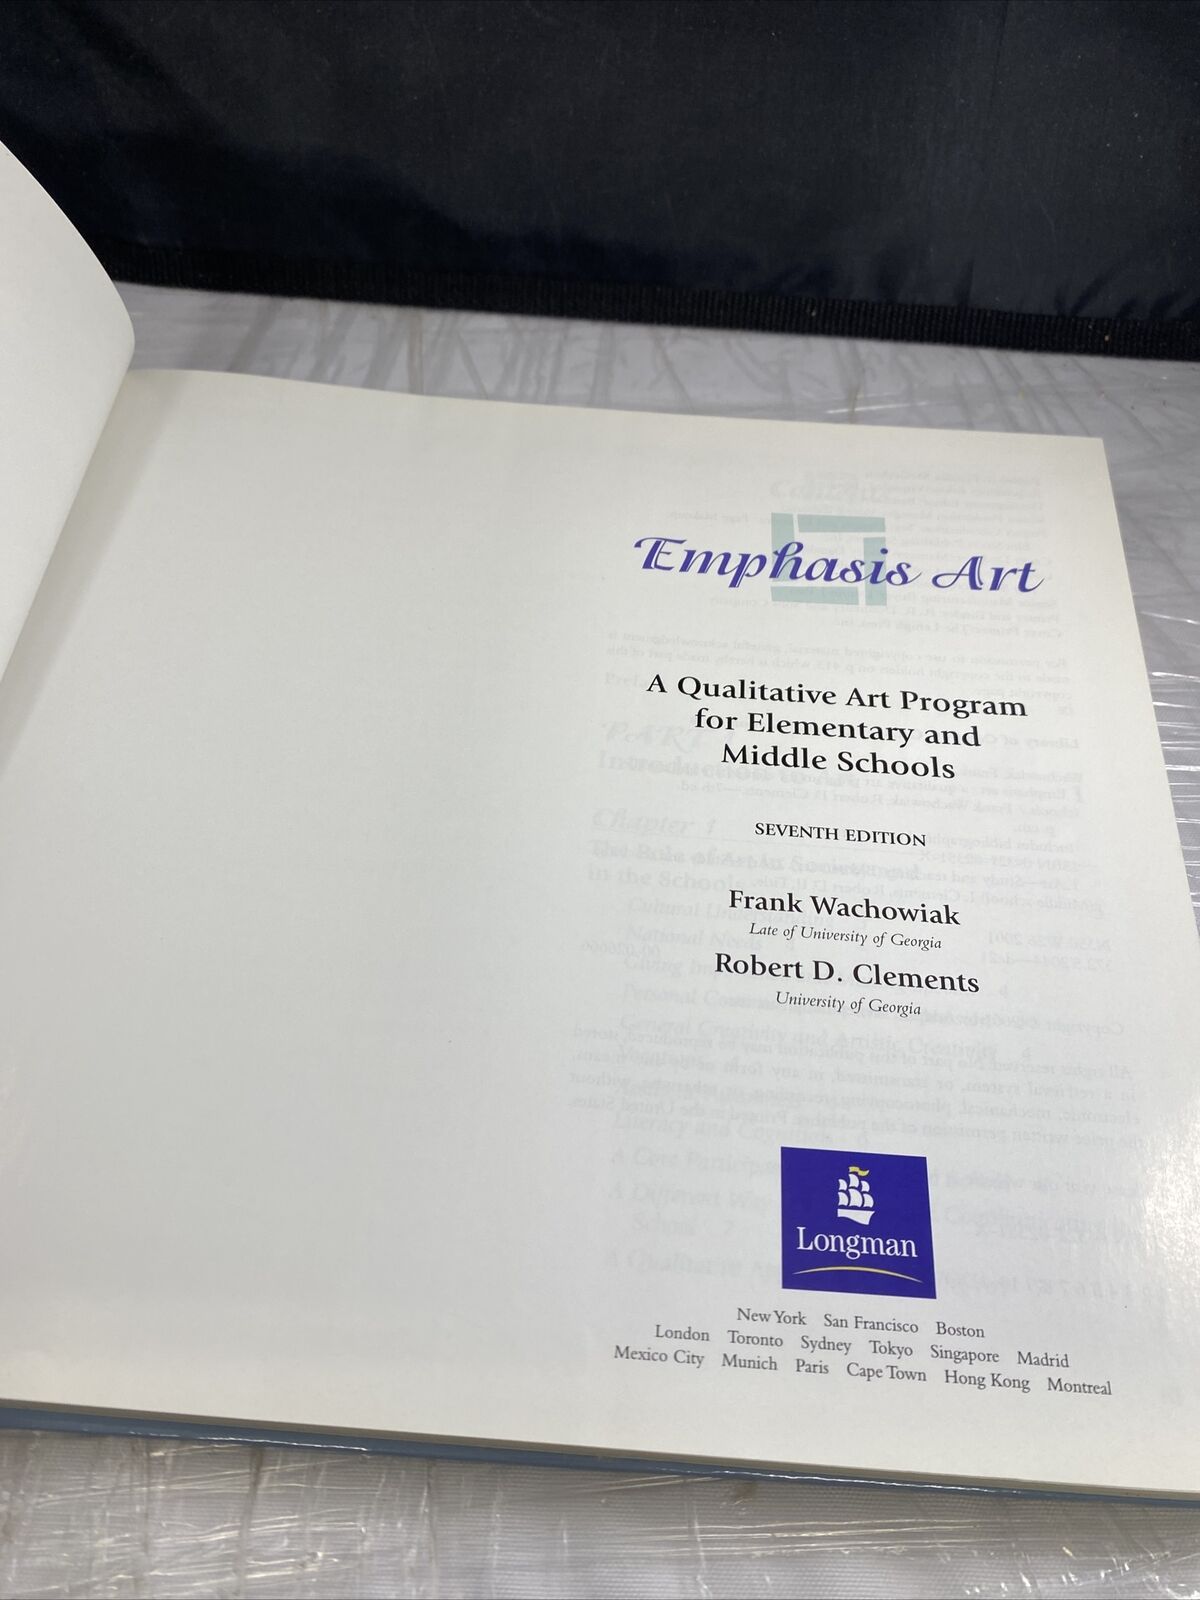 Emphasis Art
A Qualitative Art Program
for Elementary and
Middle Schools
SEVENTH EDITION
Frank Wachowiak
Late of University of Georgia
Robert D. Clements
University of Georgia
Longman
New York San Francisco Boston
London Toronto Sydney Tokyo Singapore Madrid
Mexico City Munich Paris Cape Town Hong Kong Montreal